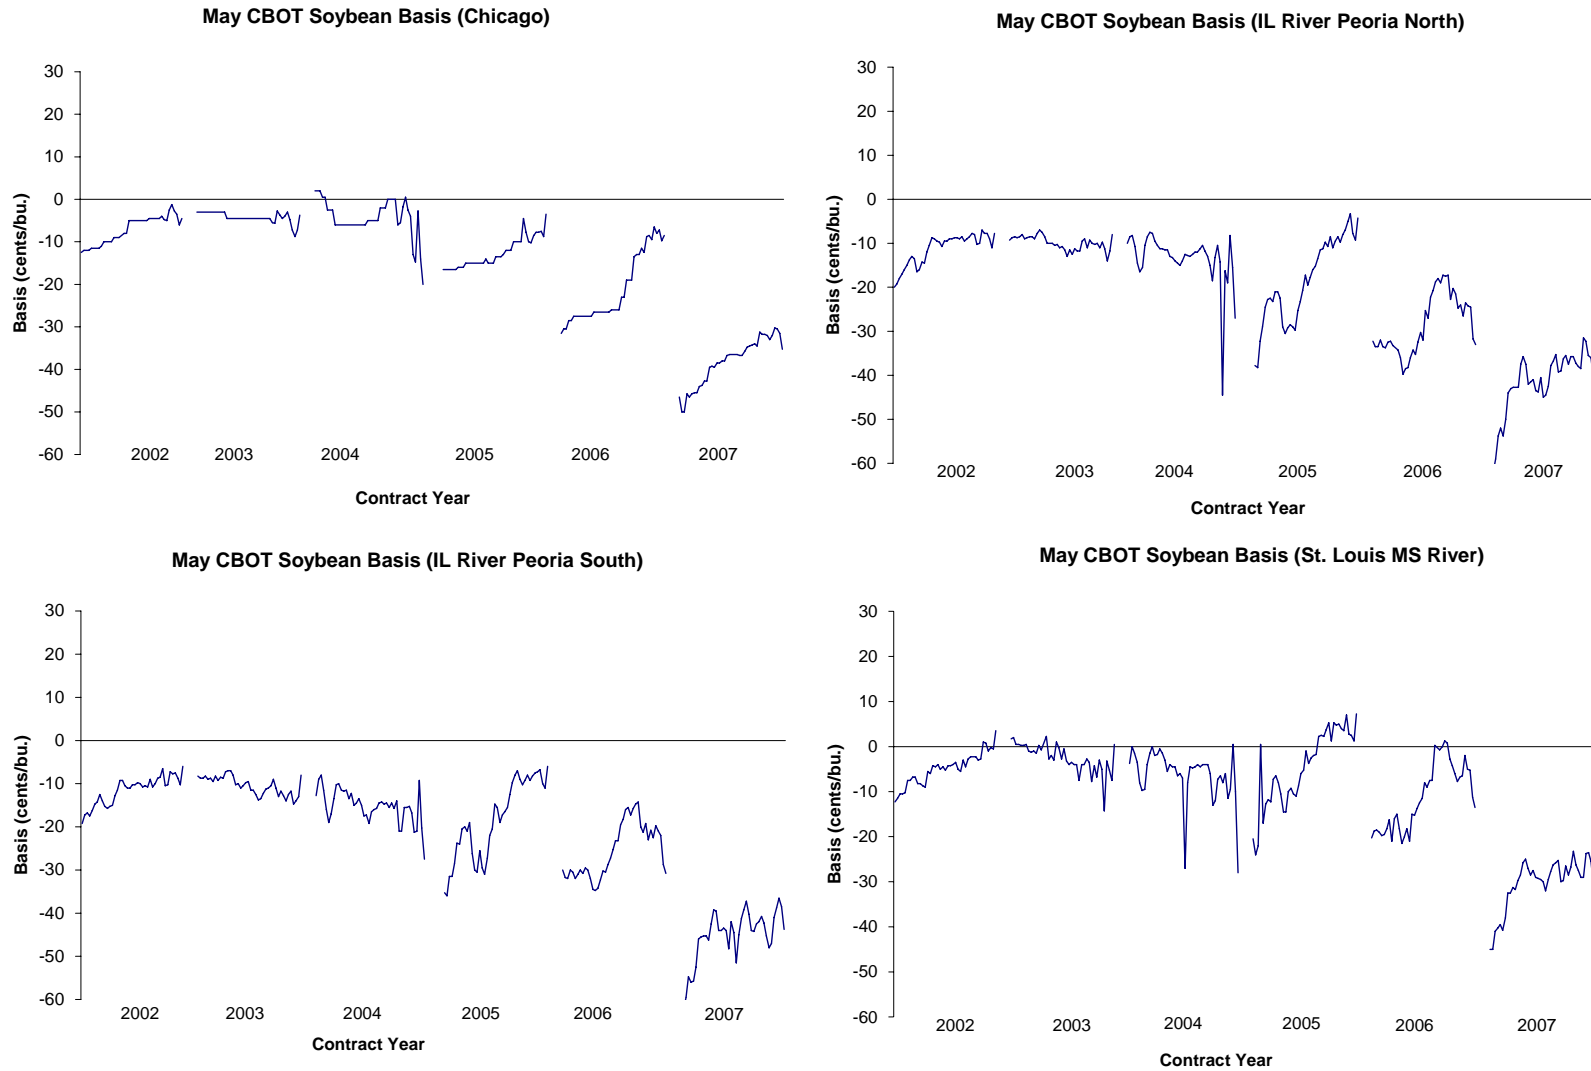 May CBOT Soybean Basis (Chicago)
30
20
10
0
-10
-20
-30
-40
-50
-60
Basis (cents/bu.)
2002 2003 2004 2005 2006 2007
Contract Year
May CBOT Soybean Basis (IL River Peoria North)
30
20
10
0
-10
-20
-30
-40
-50
-60
Basis (cents/bu.)
2002 2003 2004 2005 2006 2007
Contract Year
May CBOT Soybean Basis (IL River Peoria South)
30
20
10
0
-10
-20
-30
-40
-50
-60
Basis (cents/bu.)
2002 2003 2004 2005 2006 2007
Contract Year
May CBOT Soybean Basis (St. Louis MS River)
30
20
10
0
-10
-20
-30
-40
-50
-60
Basis (cents/bu.)
2002 2003 2004 2005 2006 2007
Contract Year